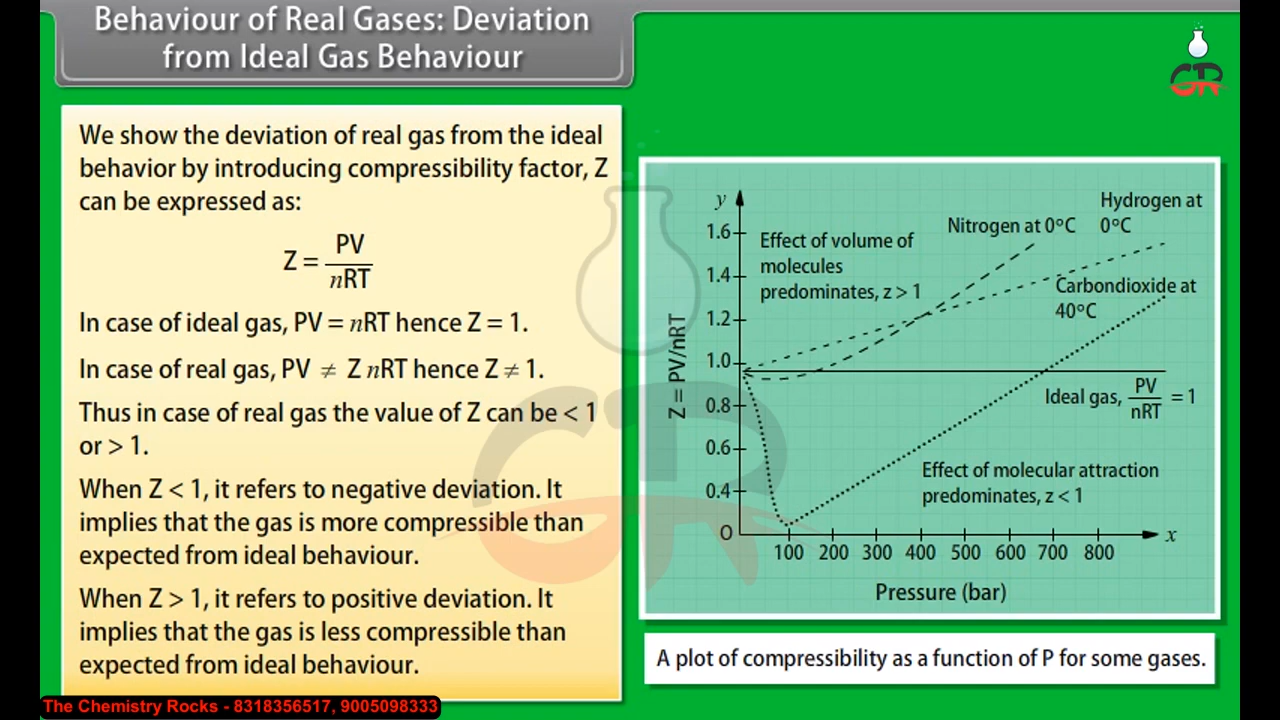 Behaviour of Real Gases: Deviation
from Ideal Gas Behaviour
GR
We show the deviation of real gas from the ideal
behavior by introducing compressibility factor, Z
can be expressed as:
Z = PV/nRT
In case of ideal gas, PV = nRT hence Z = 1.
In case of real gas, PV ≠ Z nRT hence Z ≠ 1.
Thus in case of real gas the value of Z can be < 1
or > 1.
When Z < 1, it refers to negative deviation. It
implies that the gas is more compressible than
expected from ideal behaviour.
When Z > 1, it refers to positive deviation. It
implies that the gas is less compressible than
expected from ideal behaviour.
y
Z = PV/nRT
1.6
1.4
1.2
1.0
0.8
0.6
0.4
O
Effect of volume of
molecules
predominates, z > 1
Nitrogen at 0ºC
Hydrogen at
0ºC
Carbondioxide at
40ºC
Ideal gas, PV/nRT = 1
Effect of molecular attraction
predominates, z < 1
x
100 200 300 400 500 600 700 800
Pressure (bar)
A plot of compressibility as a function of P for some gases.
GR
The Chemistry Rocks - 8318356517, 9005098333